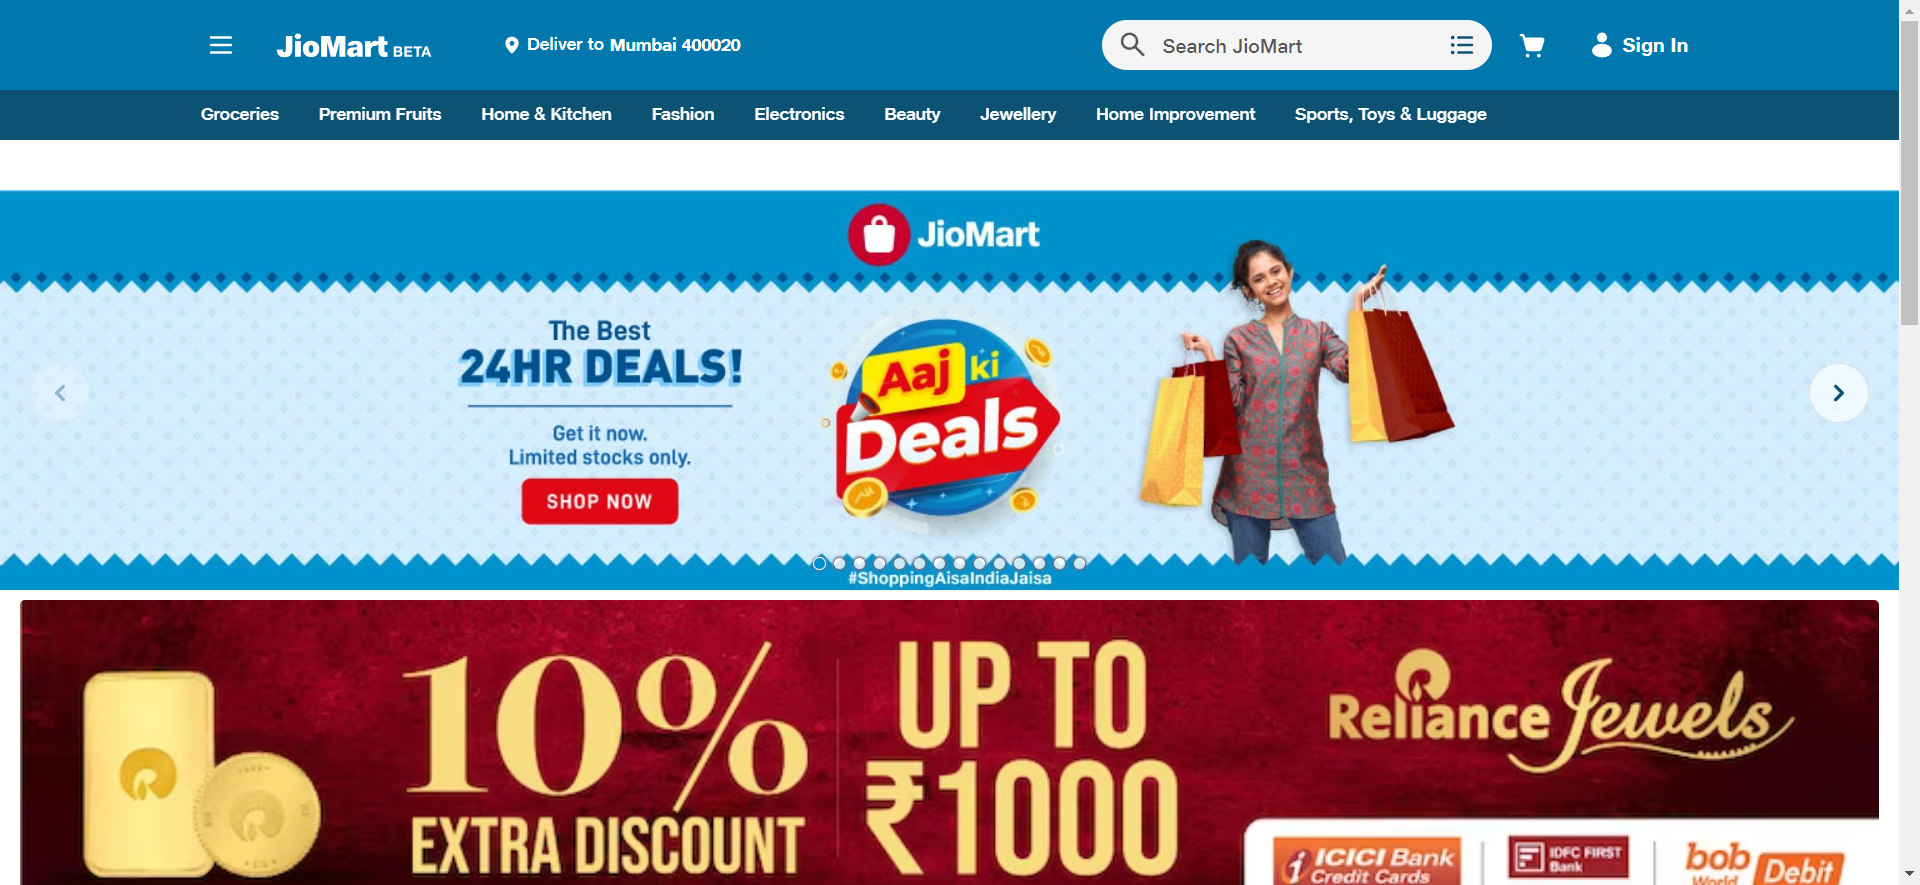 JioMart BETA
Deliver to Mumbai 400020
Search JioMart
Sign In
Groceries
Premium Fruits
Home & Kitchen
Fashion
Electronics
Beauty
Jewellery
Home Improvement
Sports, Toys & Luggage
JioMart
The Best
24HR DEALS!
Get it now.
Limited stocks only.
SHOP NOW
Aaj ki
Deals
#ShoppingAisaIndiaJaisa
10%
EXTRA DISCOUNT
UP TO
₹1000
Reliance Jewels
ICICI Bank
Credit Cards
IDFC FIRST
Bank
bob
World
Debit